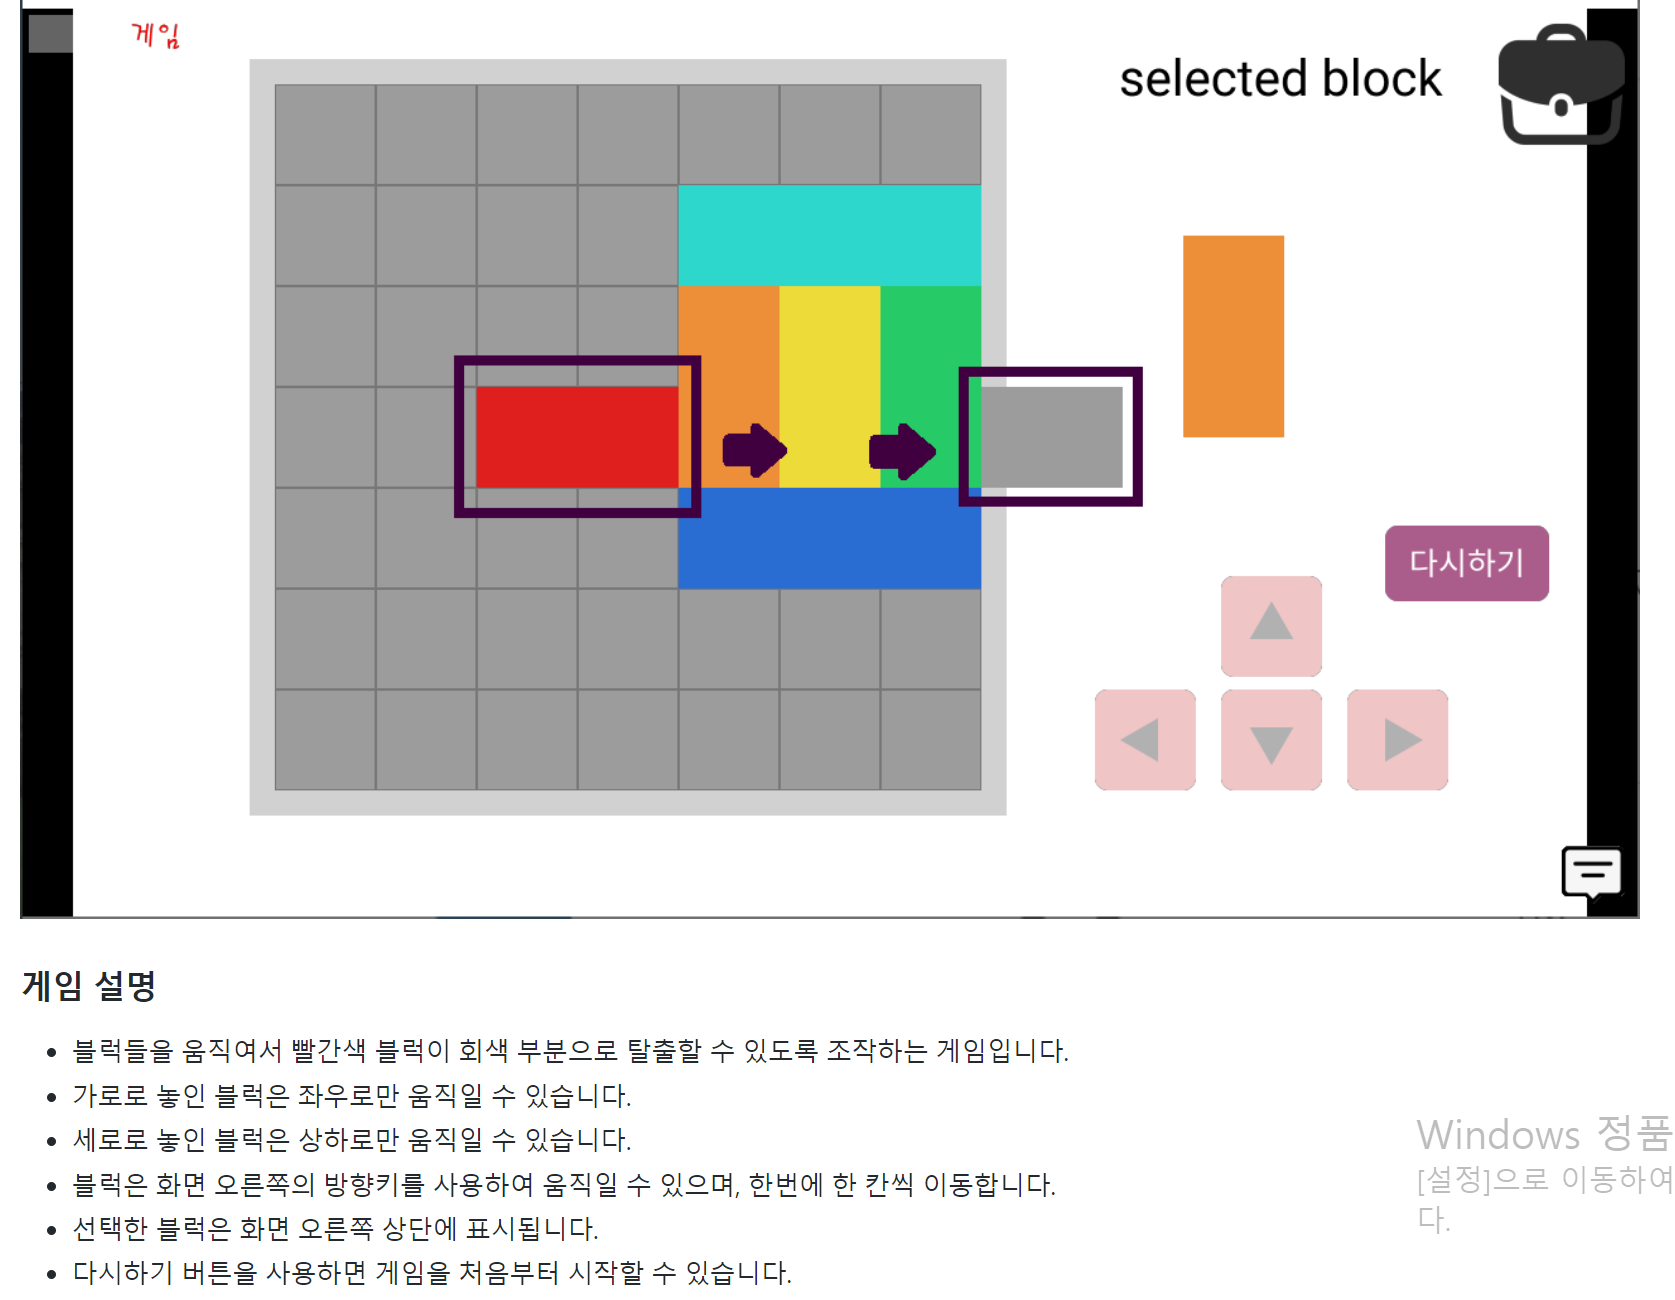 게임
selected block
다시하기
게임 설명
블럭들을 움직여서 빨간색 블럭이 회색 부분으로 탈출할 수 있도록 조작하는 게임입니다.
가로로 놓인 블럭은 좌우로만 움직일 수 있습니다.
세로로 놓인 블럭은 상하로만 움직일 수 있습니다.
블럭은 화면 오른쪽의 방향키를 사용하여 움직일 수 있으며, 한번에 한 칸씩 이동합니다.
선택한 블럭은 화면 오른쪽 상단에 표시됩니다.
다시하기 버튼을 사용하면 게임을 처음부터 시작할 수 있습니다.
Windows 정품
[설정]으로 이동하여
다.